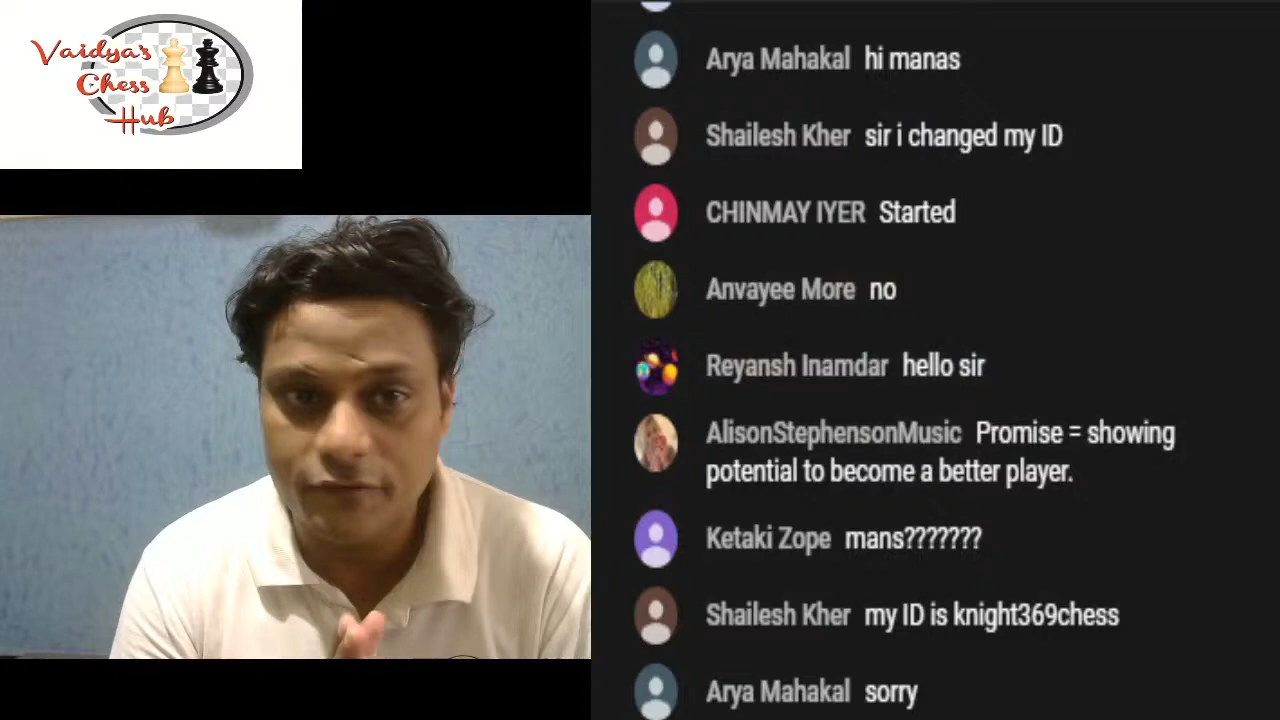 Vaidya's
Chess
Hub
Arya Mahakal hi manas
Shailesh Kher sir i changed my ID
CHINMAY IYER Started
Anvayee More no
Reyansh Inamdar hello sir
AlisonStephensonMusic Promise = showing
potential to become a better player.
Ketaki Zope mans???????
Shailesh Kher my ID is knight369chess
Arya Mahakal sorry